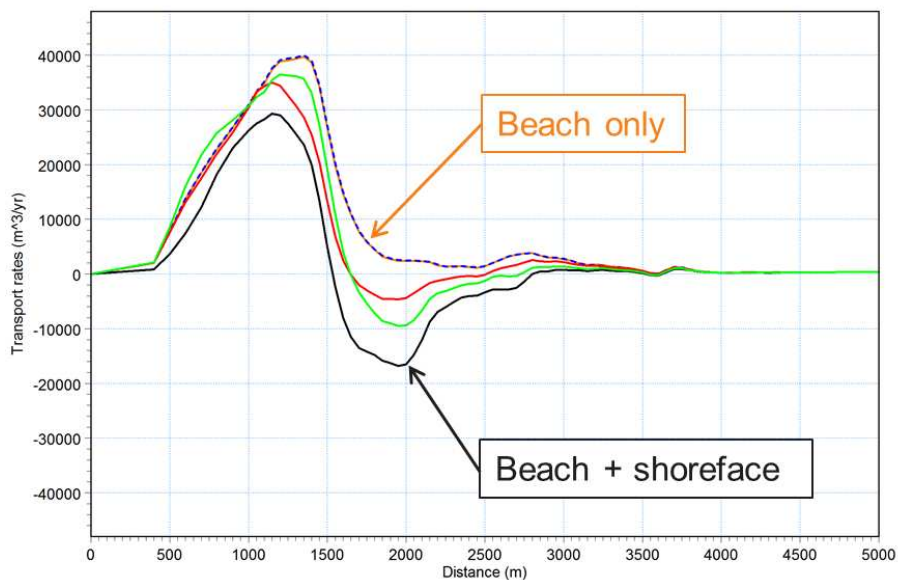 40000
30000
20000
10000
0
-10000
-20000
-30000
-40000
Transport rates (m^3/yr)
Beach only
Beach + shoreface
0 500 1000 1500 2000 2500 3000 3500 4000 4500 5000
Distance (m)